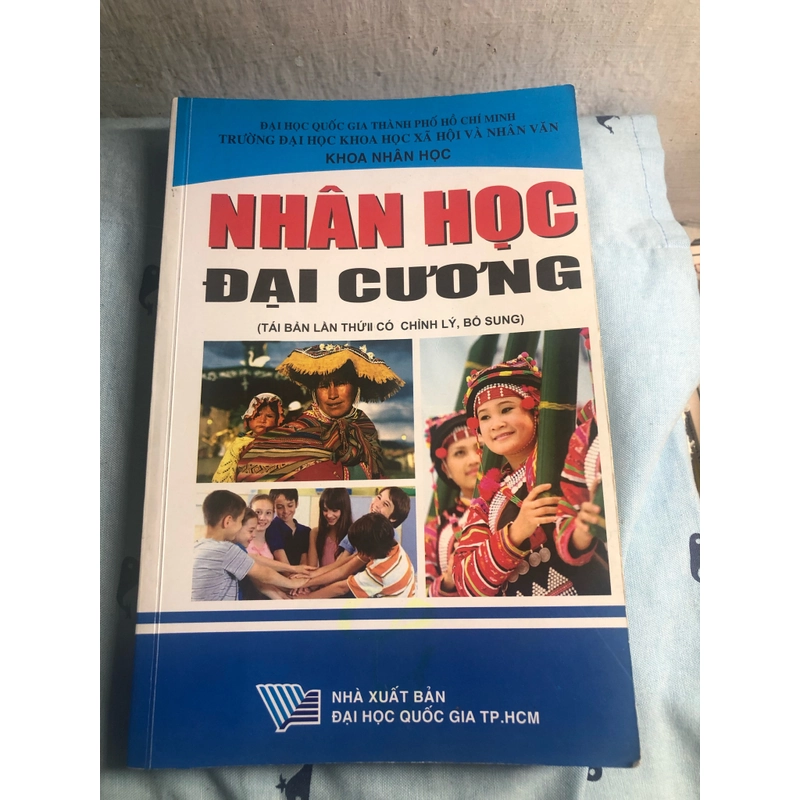 ĐẠI HỌC QUỐC GIA THÀNH PHỐ HỒ CHÍ MINH
TRƯỜNG ĐẠI HỌC KHOA HỌC XÃ HỘI VÀ NHÂN VĂN
KHOA NHÂN HỌC
NHÂN HỌC
ĐẠI CƯƠNG
(TÁI BẢN LẦN THỨ II CÓ CHỈNH LÝ, BỔ SUNG)
NHÀ XUẤT BẢN
ĐẠI HỌC QUỐC GIA TP.HCM